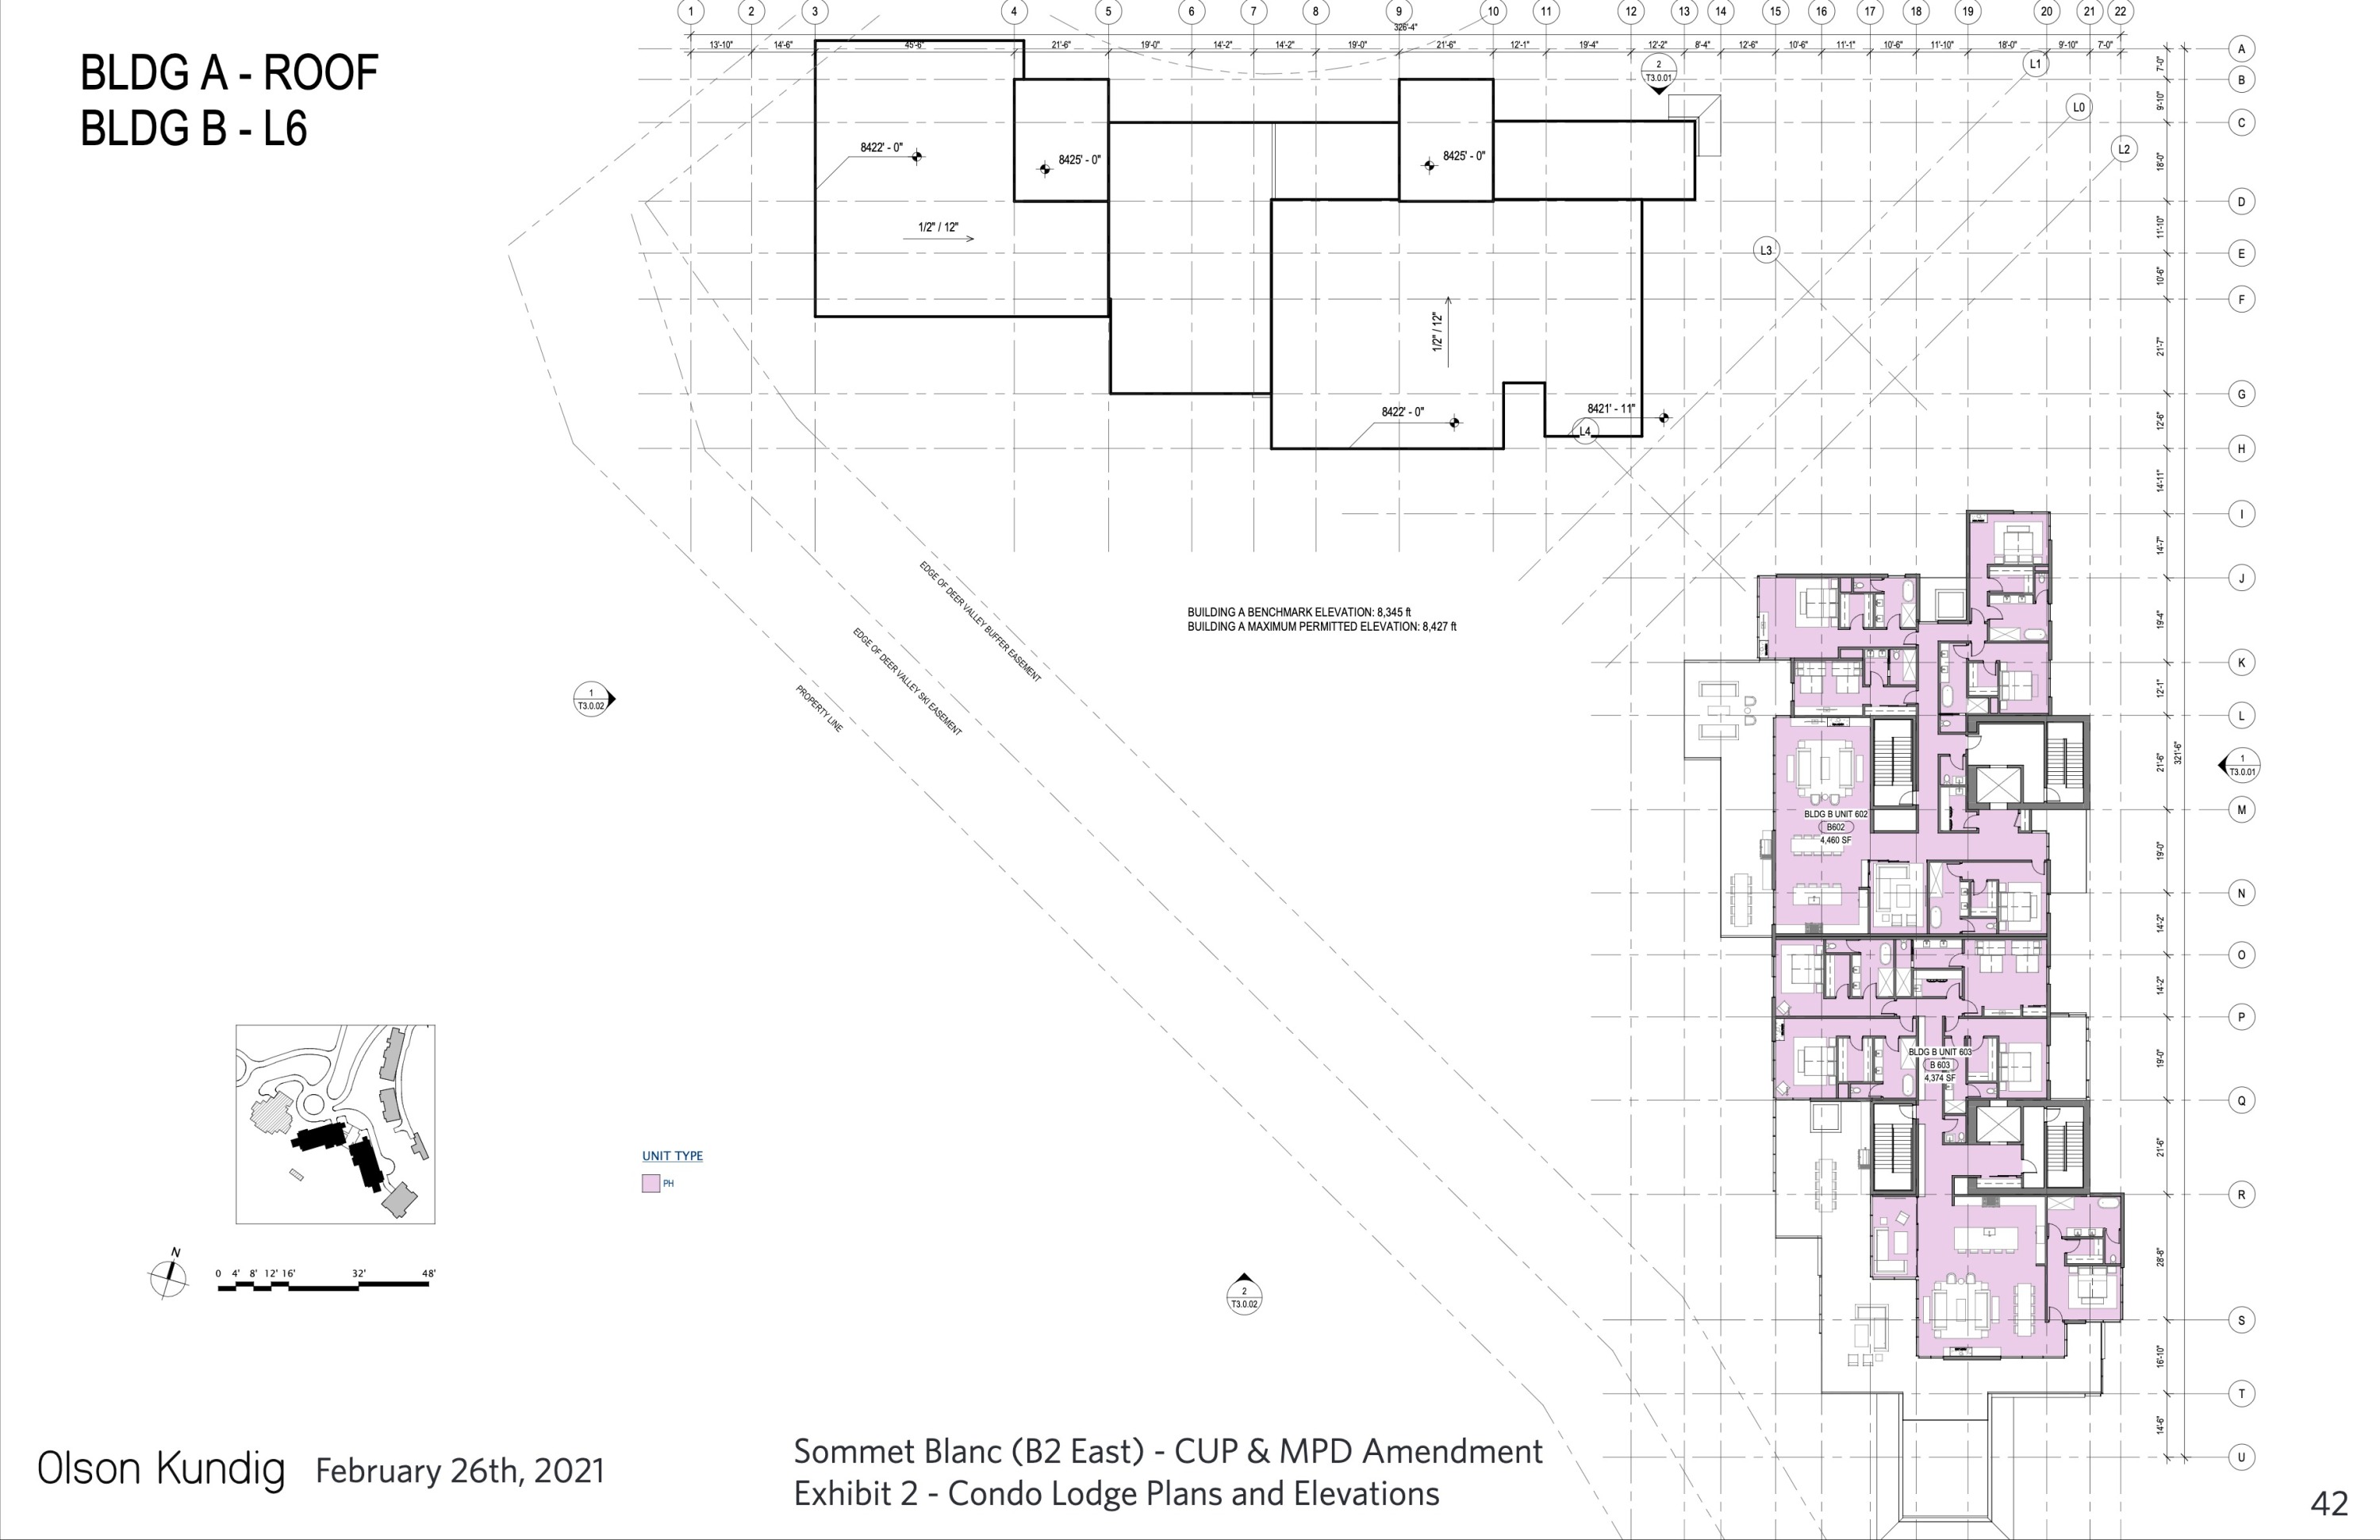 BLDG A - ROOF
BLDG B - L6
1 2 3 4 5 6 7 8 9 10 11 12 13 14 15 16 17 18 19 20 21 22
326'-4"
13'-10" 14'-6" 45'-6" 21'-6" 19'-0" 14'-2" 14'-2" 19'-0" 21'-6" 12'-1" 19'-4" 12'-2" 8'-4" 12'-6" 10'-6" 11'-1" 10'-6" 11'-10" 18'-0" 9'-10" 7'-0"
A
7'-0"
B
9'-10"
C
18'-0"
D
11'-10"
E
10'-6"
F
21'-7"
G
12'-6"
H
14'-11"
I
14'-7"
J
19'-4"
K
12'-1"
L
21'-6"
321'-6"
M
19'-0"
N
14'-2"
O
14'-2"
P
19'-0"
Q
21'-6"
R
28'-8"
S
16'-10"
T
14'-6"
U
L1
L0
L2
L3
L4
2
T3.0.01
8422' - 0"
8425' - 0"
8425' - 0"
1/2" / 12"
1/2" / 12"
8422' - 0"
8421' - 11"
EDGE OF DEER VALLEY BUFFER EASEMENT
EDGE OF DEER VALLEY SKI EASEMENT
PROPERTY LINE
BUILDING A BENCHMARK ELEVATION: 8,345 ft
BUILDING A MAXIMUM PERMITTED ELEVATION: 8,427 ft
1
T3.0.02
1
T3.0.01
BLDG B UNIT 602
B602
4,460 SF
BLDG B UNIT 603
B 603
4,374 SF
UNIT TYPE
PH
N
0 4' 8' 12' 16' 32' 48'
2
T3.0.02
Olson Kundig February 26th, 2021
Sommet Blanc (B2 East) - CUP & MPD Amendment
Exhibit 2 - Condo Lodge Plans and Elevations
42